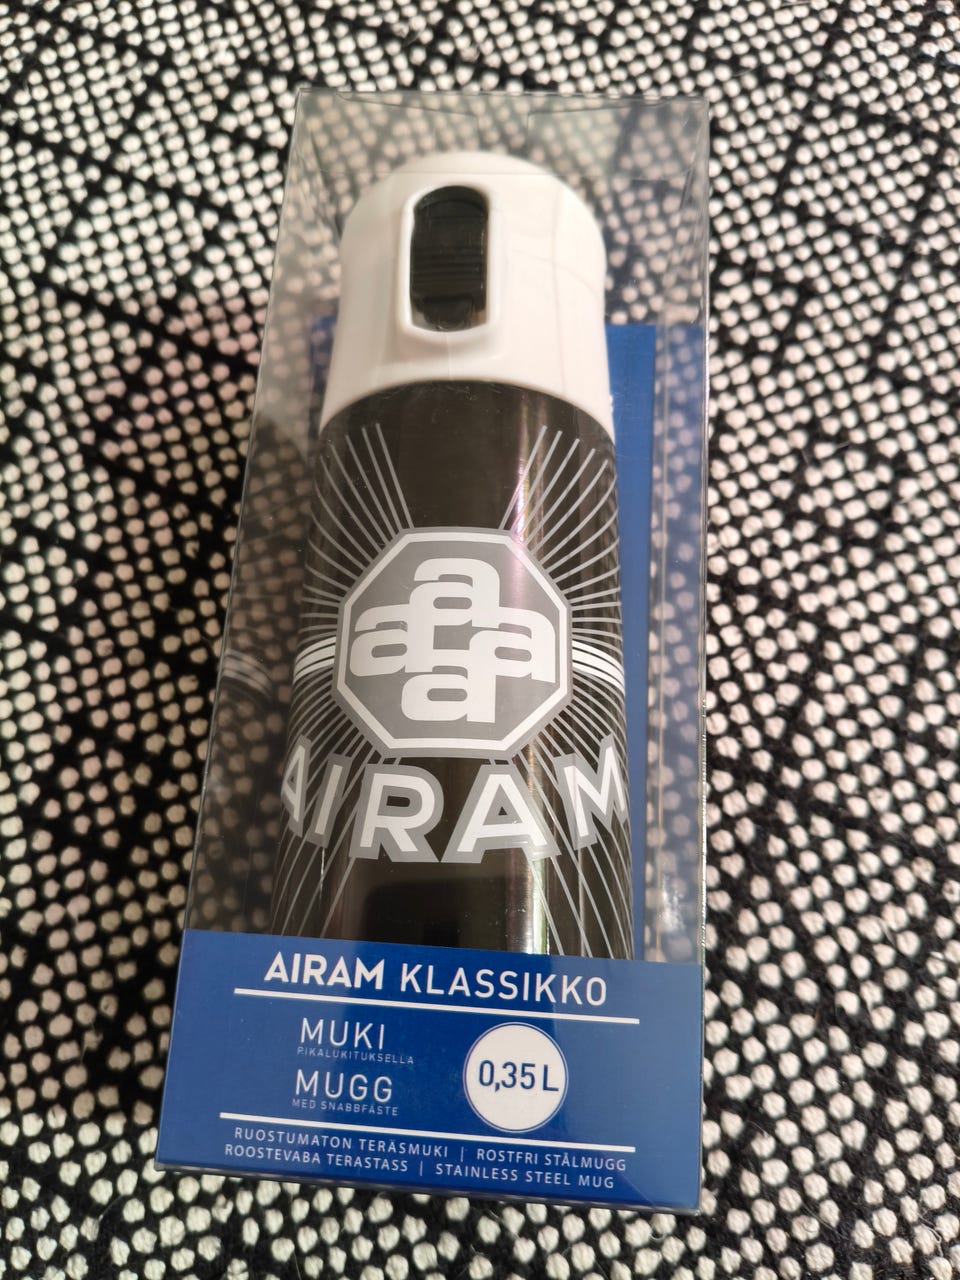 a
a a
a
AIRAM
AIRAM KLASSIKKO
MUKI
PIKALUKITUKSELLA
MUGG
MED SNABBFÄSTE
0,35 L
RUOSTUMATON TERÄSMUKI | ROSTFRI STÅLMUGG
ROOSTEVABA TERASTASS | STAINLESS STEEL MUG